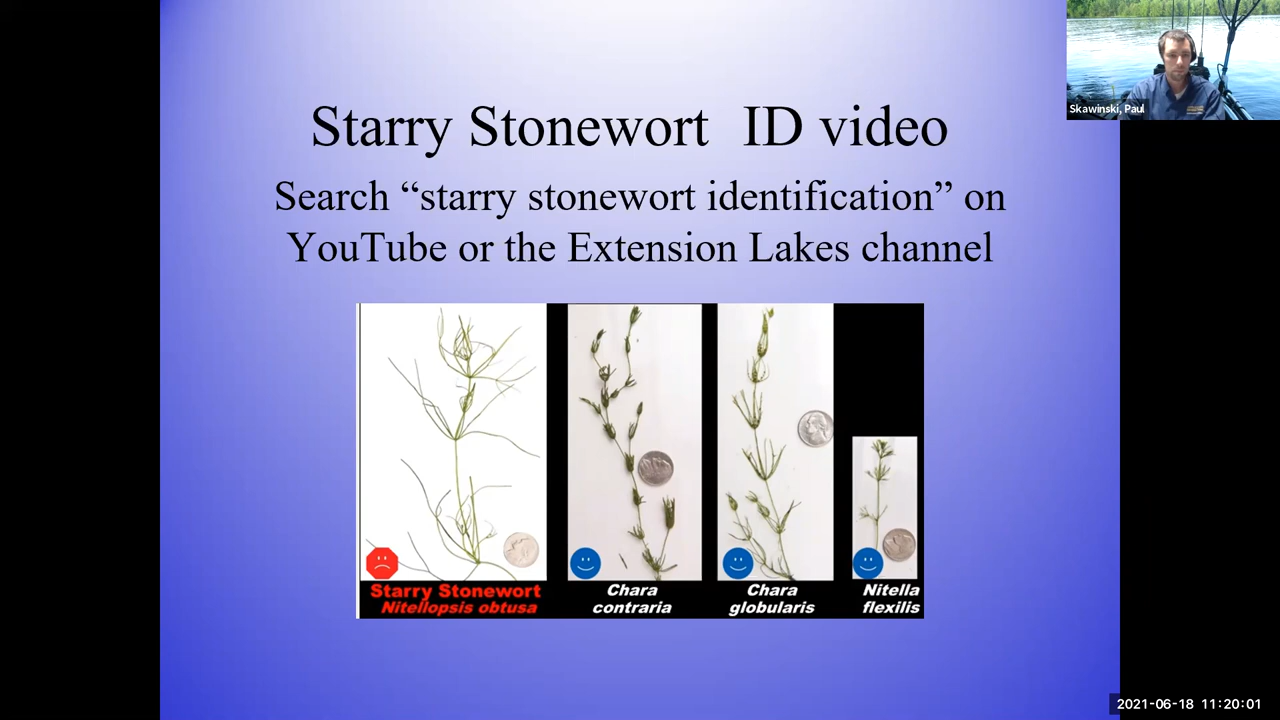 Skawinski, Paul
Starry Stonewort ID video
Search “starry stonewort identification” on
YouTube or the Extension Lakes channel
Starry Stonewort
Nitellopsis obtusa
Chara
contraria
Chara
globularis
Nitella
flexilis
2021-06-18 11:20:01